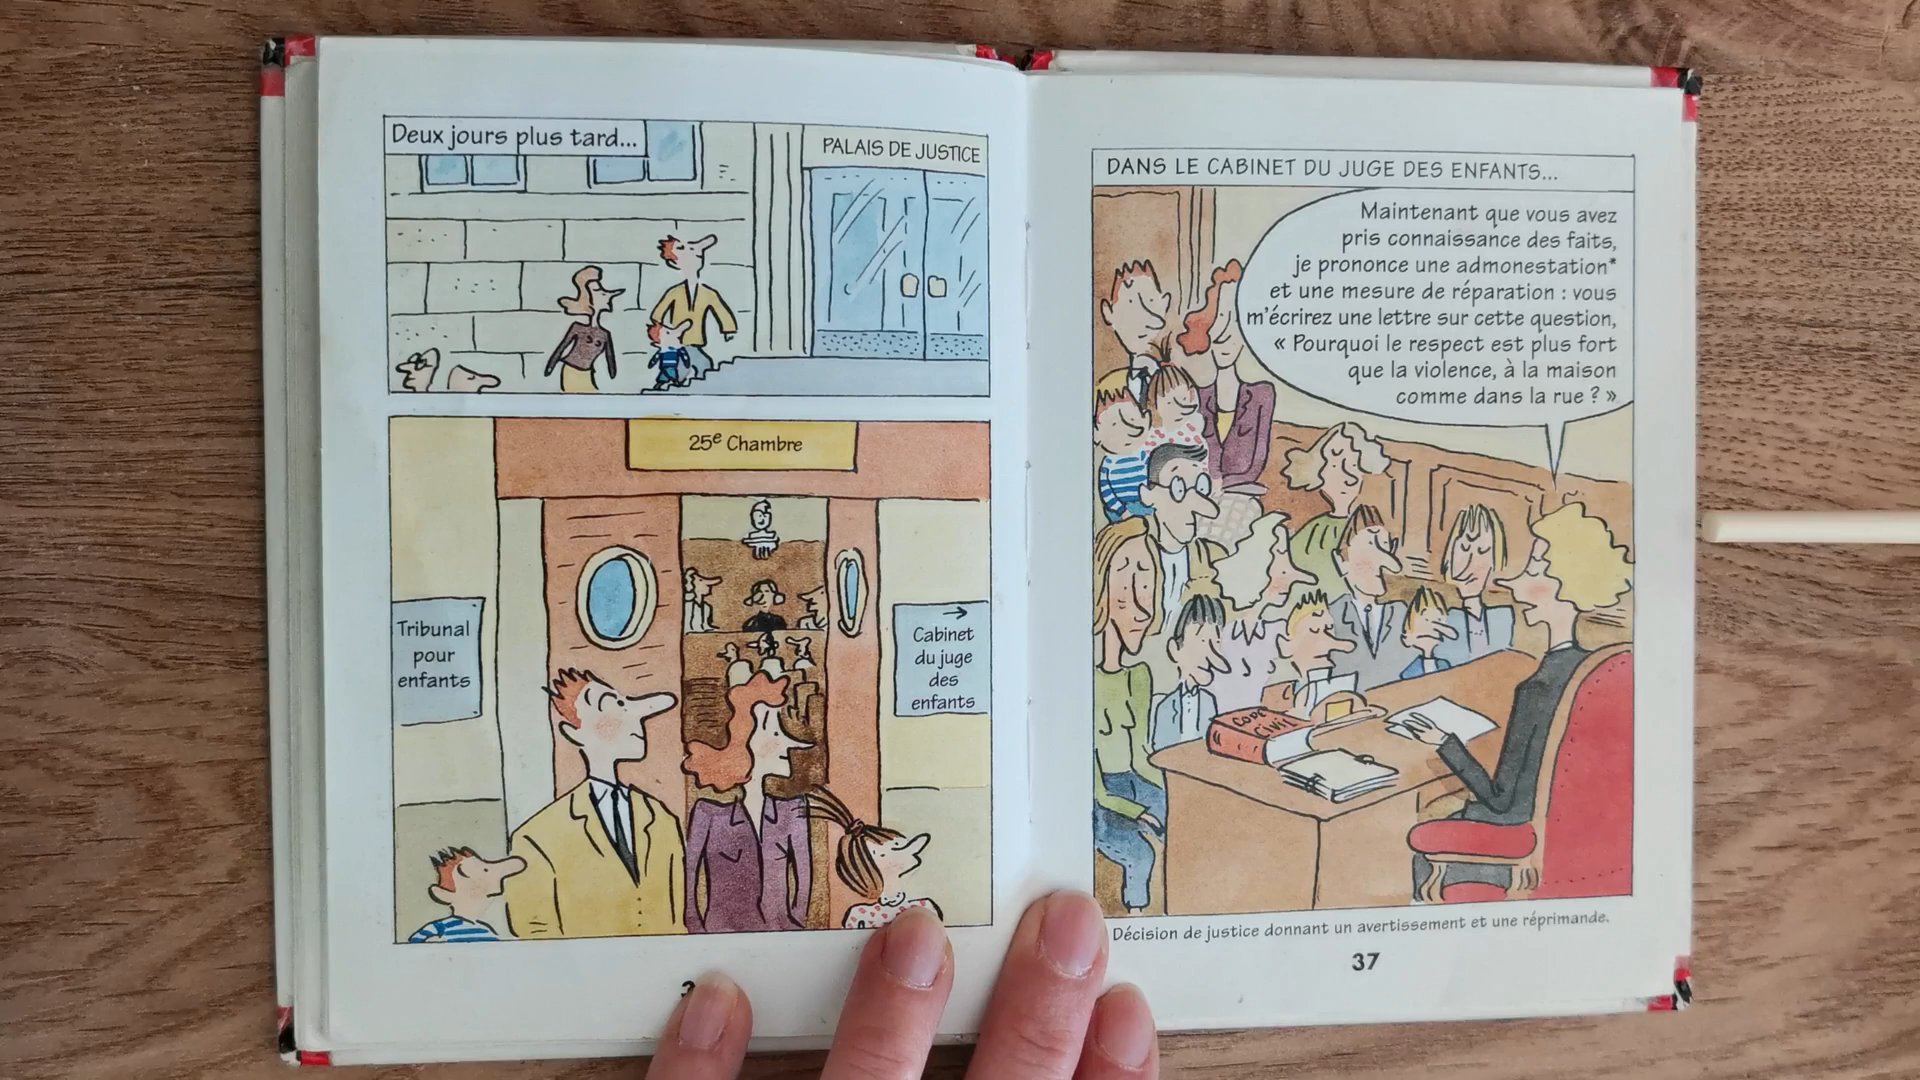 Deux jours plus tard...
PALAIS DE JUSTICE
25e Chambre
Tribunal
pour
enfants
→
Cabinet
du juge
des
enfants
DANS LE CABINET DU JUGE DES ENFANTS...
Maintenant que vous avez
pris connaissance des faits,
je prononce une admonestation*
et une mesure de réparation : vous
m'écrirez une lettre sur cette question,
« Pourquoi le respect est plus fort
que la violence, à la maison
comme dans la rue ? »
CODE
CIVIL
Décision de justice donnant un avertissement et une réprimande.
37